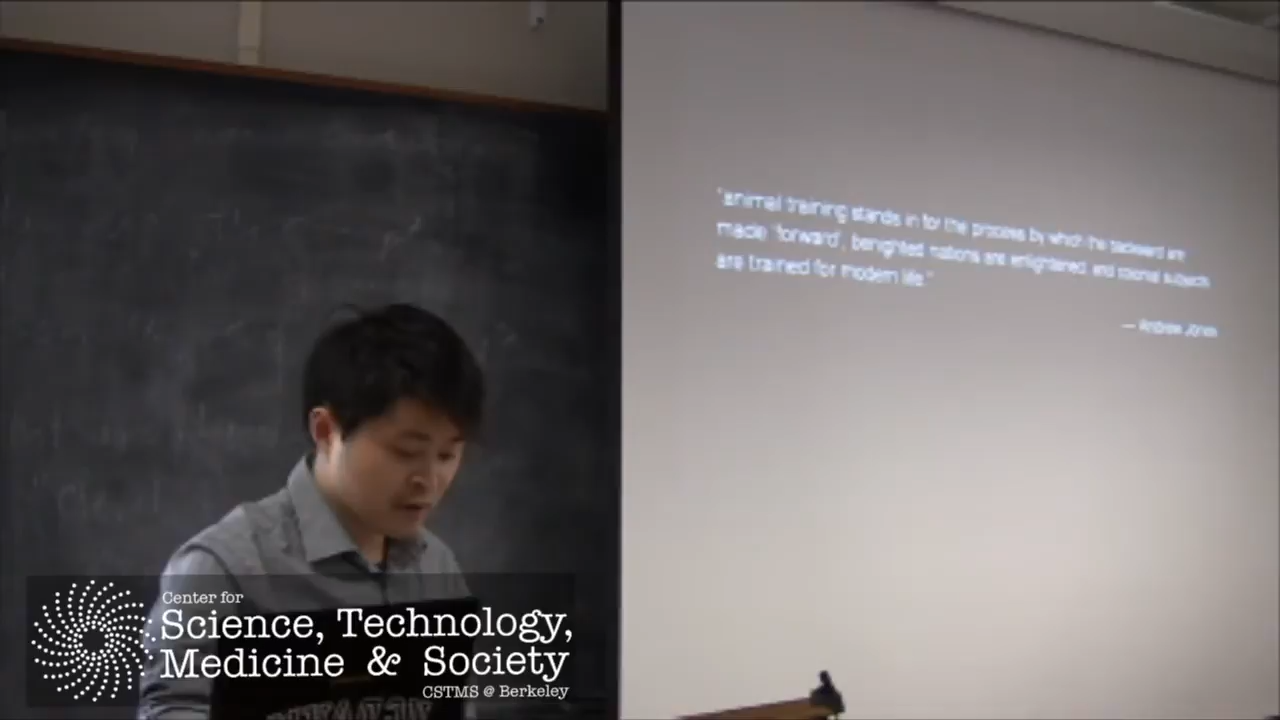 "animal training stands in for the process by which the backward are
made 'forward', benighted nations are enlightened and rational subjects
are trained for modern life."
— Andrew Jones
Center for
Science, Technology,
Medicine & Society
CSTMS @ Berkeley